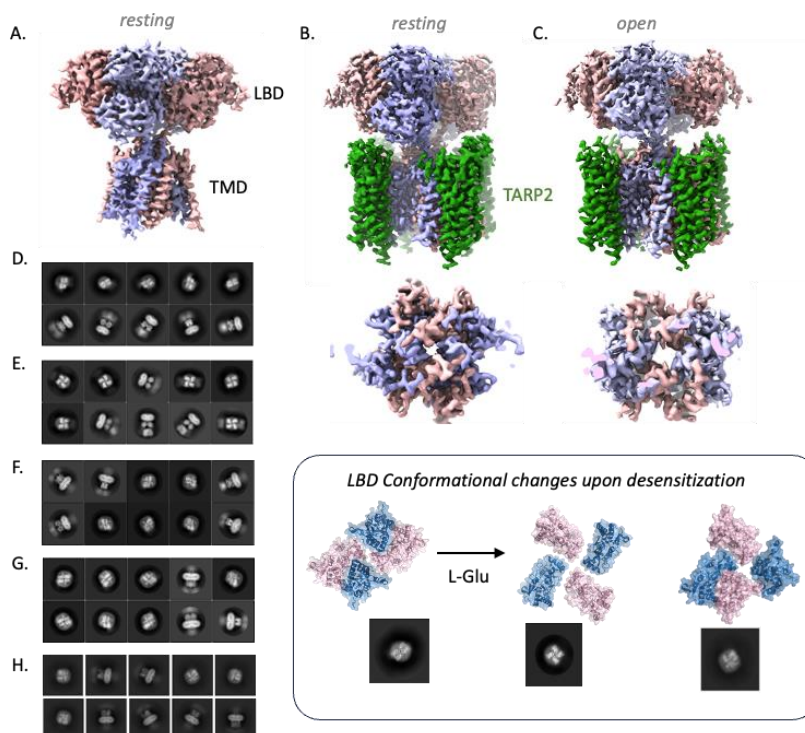 resting
resting
open
A.
B.
C.
LBD
TMD
TARP2
D.
E.
F.
G.
H.
LBD Conformational changes upon desensitization
L-Glu